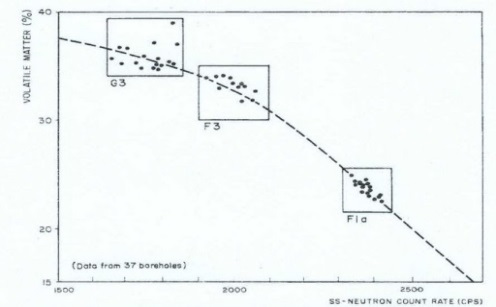 40
VOLATILE MATTER (%)
G3
F3
30
F1a
20
(Data from 37 boreholes)
15
1500
2000
2500
SS-NEUTRON COUNT RATE (CPS)